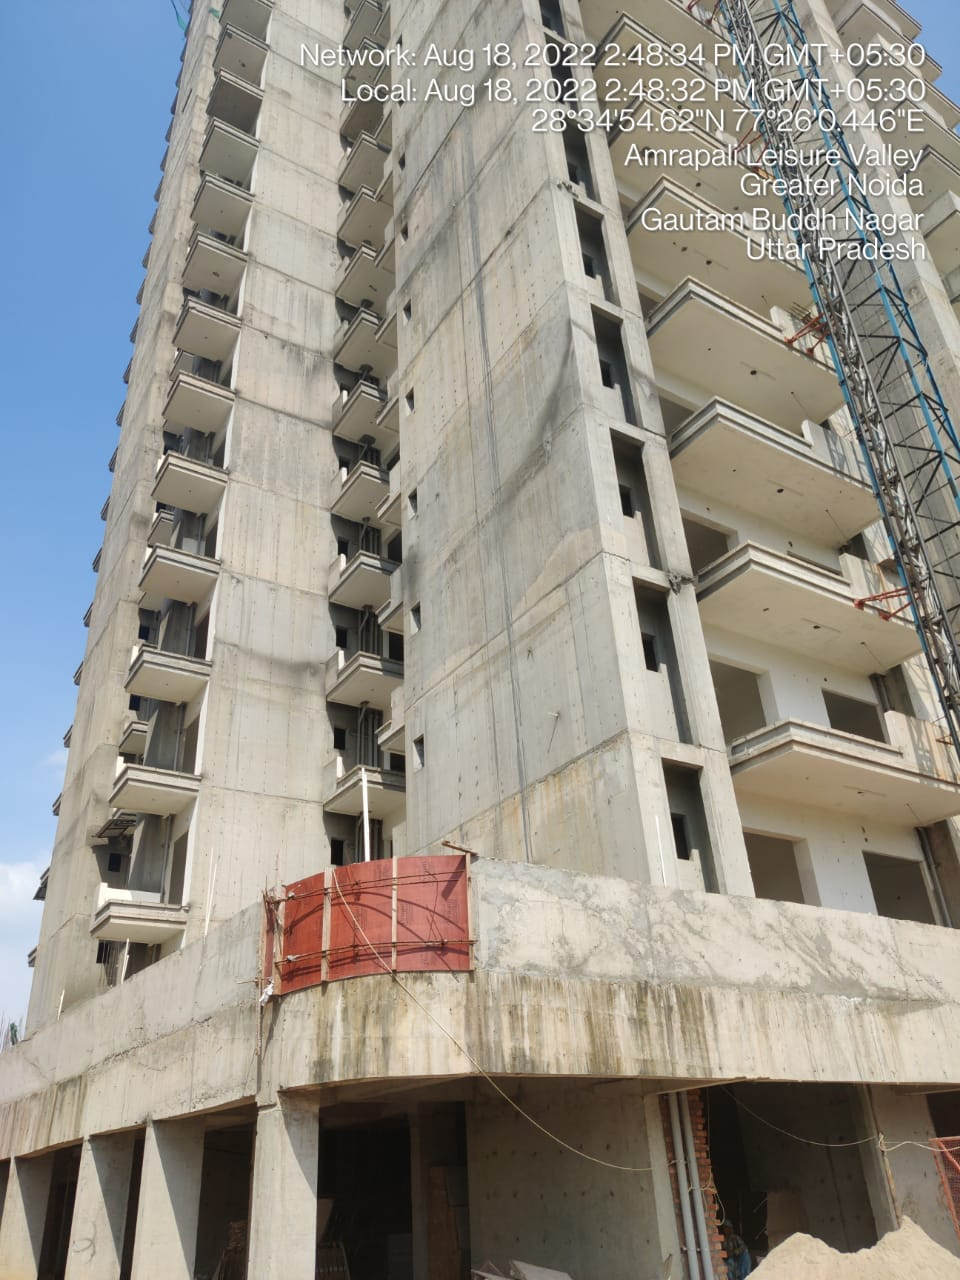 Network: Aug 18, 2022 2:48:34 PM GMT+05:30
Local: Aug 18, 2022 2:48:32 PM GMT+05:30
28°34'54.62"N 77°26'0.446"E
Amrapali Leisure Valley
Greater Noida
Gautam Buddh Nagar
Uttar Pradesh